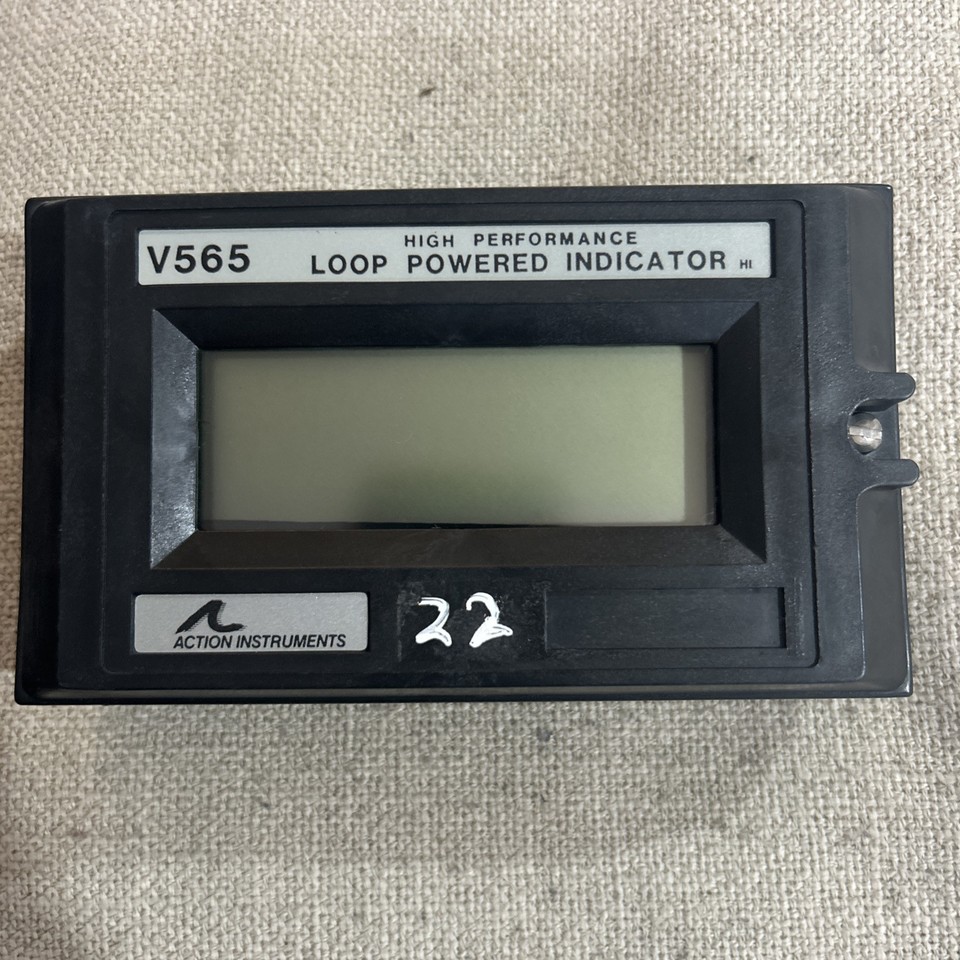 V565
HIGH PERFORMANCE
LOOP POWERED INDICATOR HI
ACTION INSTRUMENTS
22